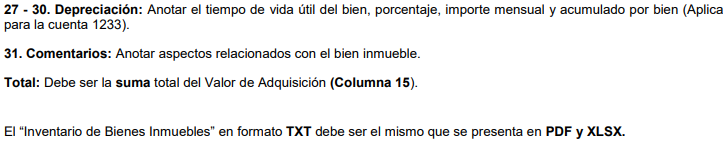 27 - 30. Depreciación: Anotar el tiempo de vida útil del bien, porcentaje, importe mensual y acumulado por bien (Aplica
para la cuenta 1233).
31. Comentarios: Anotar aspectos relacionados con el bien inmueble.
Total: Debe ser la suma total del Valor de Adquisición (Columna 15).
El “Inventario de Bienes Inmuebles” en formato TXT debe ser el mismo que se presenta en PDF y XLSX.